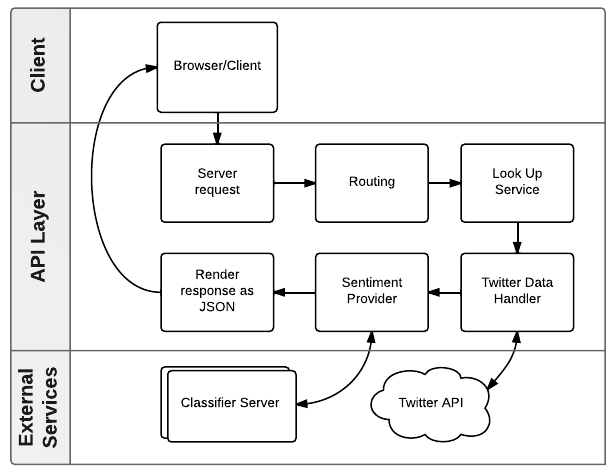 Client
Browser/Client
API Layer
Server
request
Routing
Look Up
Service
Render
response as
JSON
Sentiment
Provider
Twitter Data
Handler
External
Services
Classifier Server
Twitter API